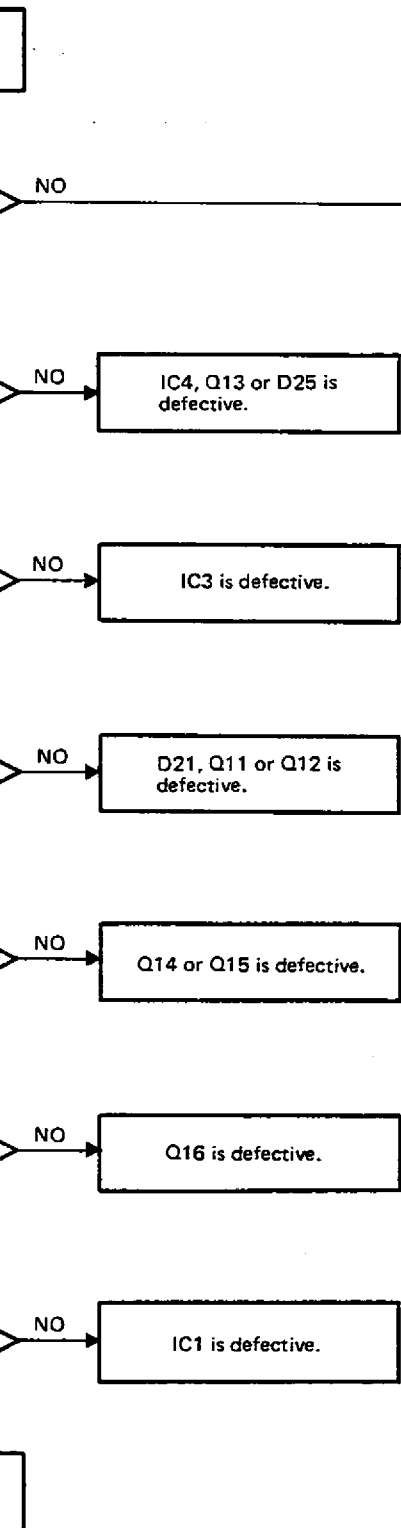 NO
NO
IC4, Q13 or D25 is
defective.
NO
IC3 is defective.
NO
D21, Q11 or Q12 is
defective.
NO
Q14 or Q15 is defective.
NO
Q16 is defective.
NO
IC1 is defective.